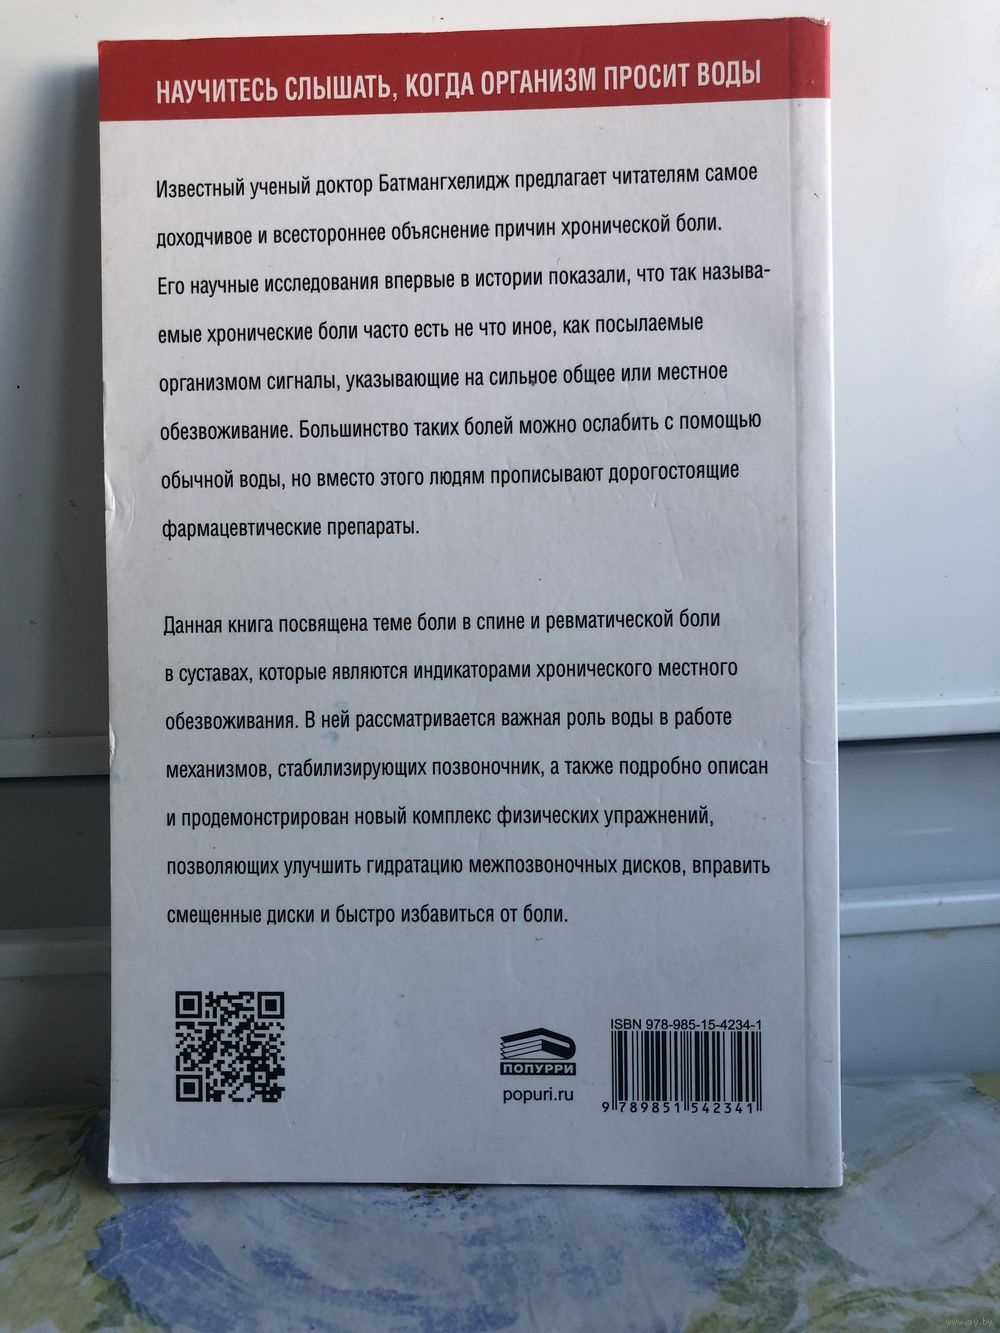 НАУЧИТЕСЬ СЛЫШАТЬ, КОГДА ОРГАНИЗМ ПРОСИТ ВОДЫ
Известный ученый доктор Батмангхелидж предлагает читателям самое
доходчивое и всестороннее объяснение причин хронической боли.
Его научные исследования впервые в истории показали, что так называ-
емые хронические боли часто есть не что иное, как посылаемые
организмом сигналы, указывающие на сильное общее или местное
обезвоживание. Большинство таких болей можно ослабить с помощью
обычной воды, но вместо этого людям прописывают дорогостоящие
фармацевтические препараты.
Данная книга посвящена теме боли в спине и ревматической боли
в суставах, которые являются индикаторами хронического местного
обезвоживания. В ней рассматривается важная роль воды в работе
механизмов, стабилизирующих позвоночник, а также подробно описан
и продемонстрирован новый комплекс физических упражнений,
позволяющих улучшить гидратацию межпозвоночных дисков, вправить
смещенные диски и быстро избавиться от боли.
ПОПУРРИ
popuri.ru
ISBN 978-985-15-4234-1
9 789851 542341
www.ay.by